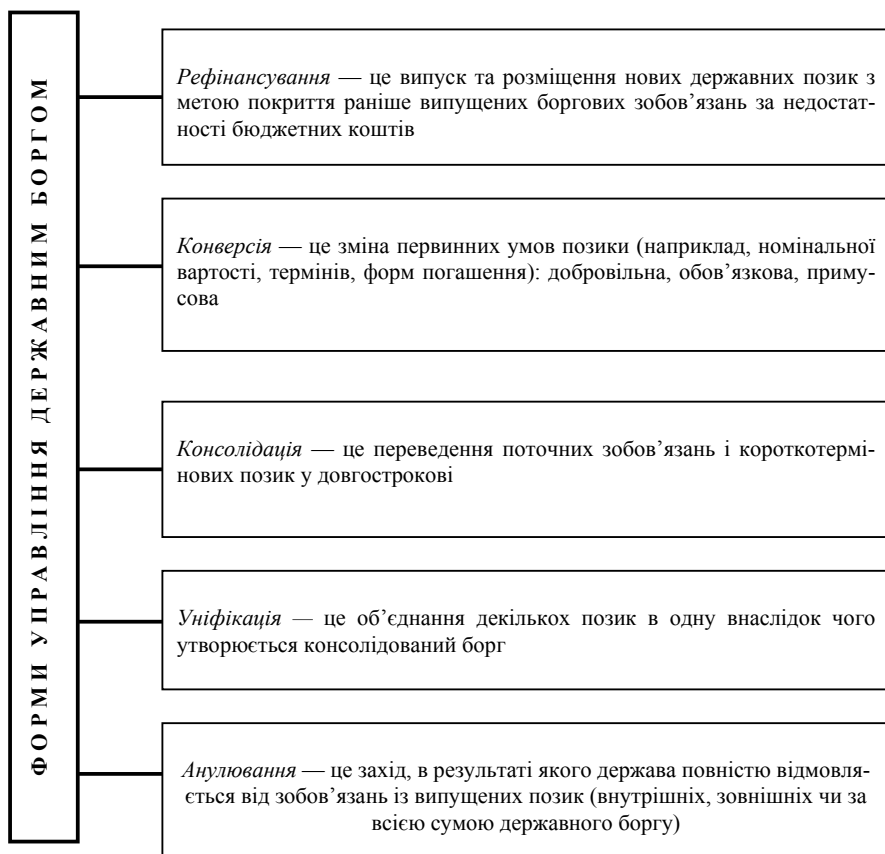 ФОРМИ УПРАВЛІННЯ ДЕРЖАВНИМ БОРГОМ
Рефінансування — це випуск та розміщення нових державних позик з
метою покриття раніше випущених боргових зобов’язань за недостат-
ності бюджетних коштів
Конверсія — це зміна первинних умов позики (наприклад, номінальної
вартості, термінів, форм погашення): добровільна, обов’язкова, приму-
сова
Консолідація — це переведення поточних зобов’язань і короткотермі-
нових позик у довгострокові
Уніфікація — це об’єднання декількох позик в одну внаслідок чого
утворюється консолідований борг
Анулювання — це захід, в результаті якого держава повністю відмовля-
ється від зобов’язань із випущених позик (внутрішніх, зовнішніх чи за
всією сумою державного боргу)